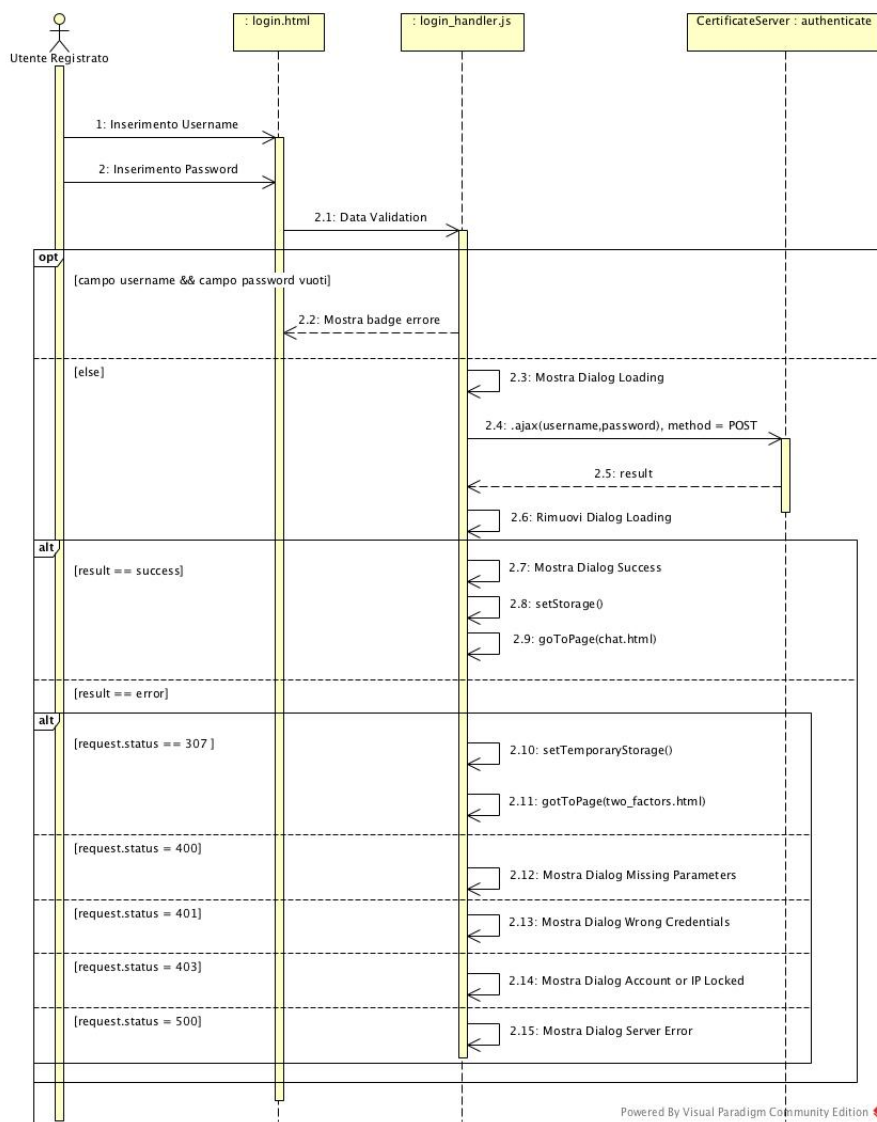 : login.html
login_handler.js
CertificateServer : authenticate
Utente Registrato
1: Inserimento Username
2: Inserimento Password
2.1: Data Validation
opt
[campo username && campo password vuoti]
2.2: Mostra badge errore
[else]
2.3: Mostra Dialog Loading
2.4: .ajax(username,password), method = POST
2.5: result
2.6: Rimuovi Dialog Loading
alt
[result == success]
2.7: Mostra Dialog Success
2.8: setStorage()
2.9: goToPage(chat.html)
[result == error]
alt
[request.status == 307 ]
2.10: setTemporaryStorage()
2.11: gotToPage(two_factors.html)
[request.status = 400]
2.12: Mostra Dialog Missing Parameters
[request.status = 401]
2.13: Mostra Dialog Wrong Credentials
[request.status = 403]
2.14: Mostra Dialog Account or IP Locked
[request.status = 500]
2.15: Mostra Dialog Server Error
Powered By Visual Paradigm Community Edition